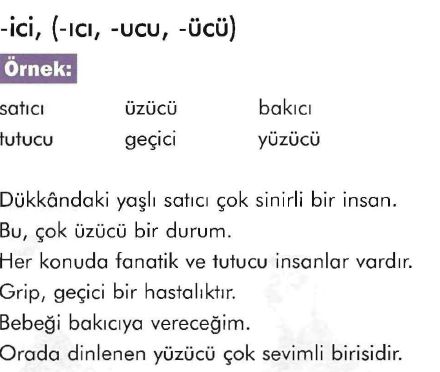 -ici, (-ıcı, -ucu, -ücü)
Örnek:
satıcı üzücü bakıcı
tutucu geçici yüzücü
Dükkândaki yaşlı satıcı çok sinirli bir insan.
Bu, çok üzücü bir durum.
Her konuda fanatik ve tutucu insanlar vardır.
Grip, geçici bir hastalıktır.
Bebeği bakıcıya vereceğim.
Orada dinlenen yüzücü çok sevimli birisidir.